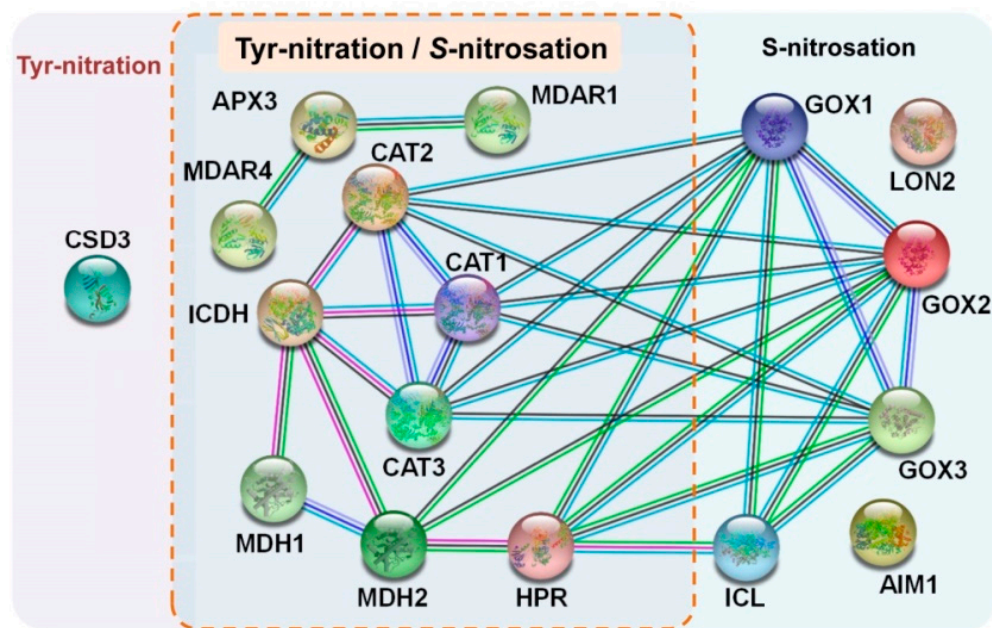 Tyr-nitration
Tyr-nitration / S-nitrosation
S-nitrosation
APX3
MDAR1
GOX1
LON2
MDAR4
CAT2
CSD3
CAT1
GOX2
ICDH
CAT3
GOX3
MDH1
MDH2
HPR
ICL
AIM1